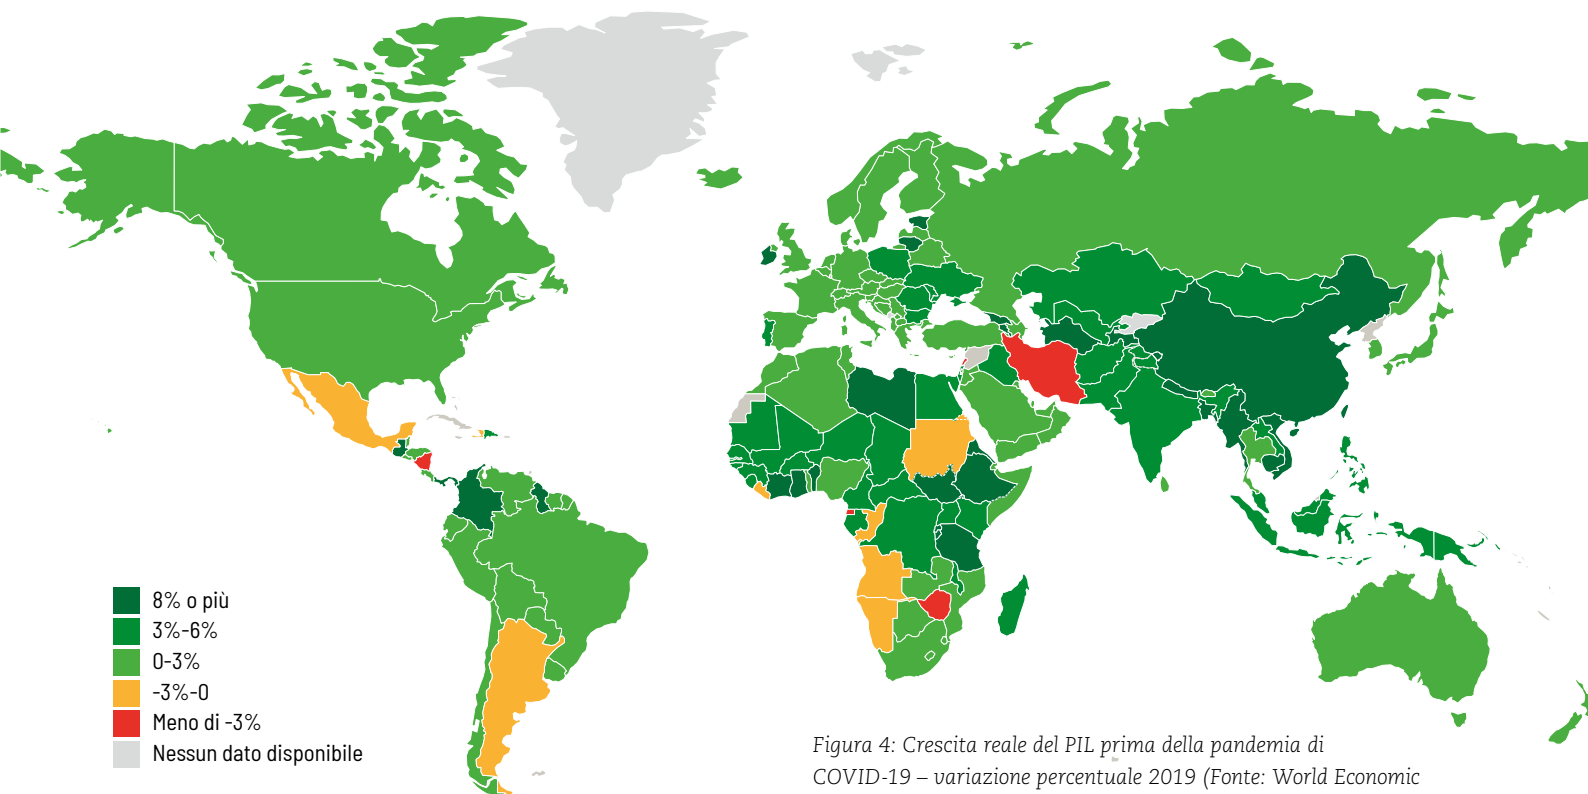 8% o più
3%-6%
0-3%
-3%-0
Meno di -3%
Nessun dato disponibile
Figura 4: Crescita reale del PIL prima della pandemia di
COVID-19 – variazione percentuale 2019 (Fonte: World Economic